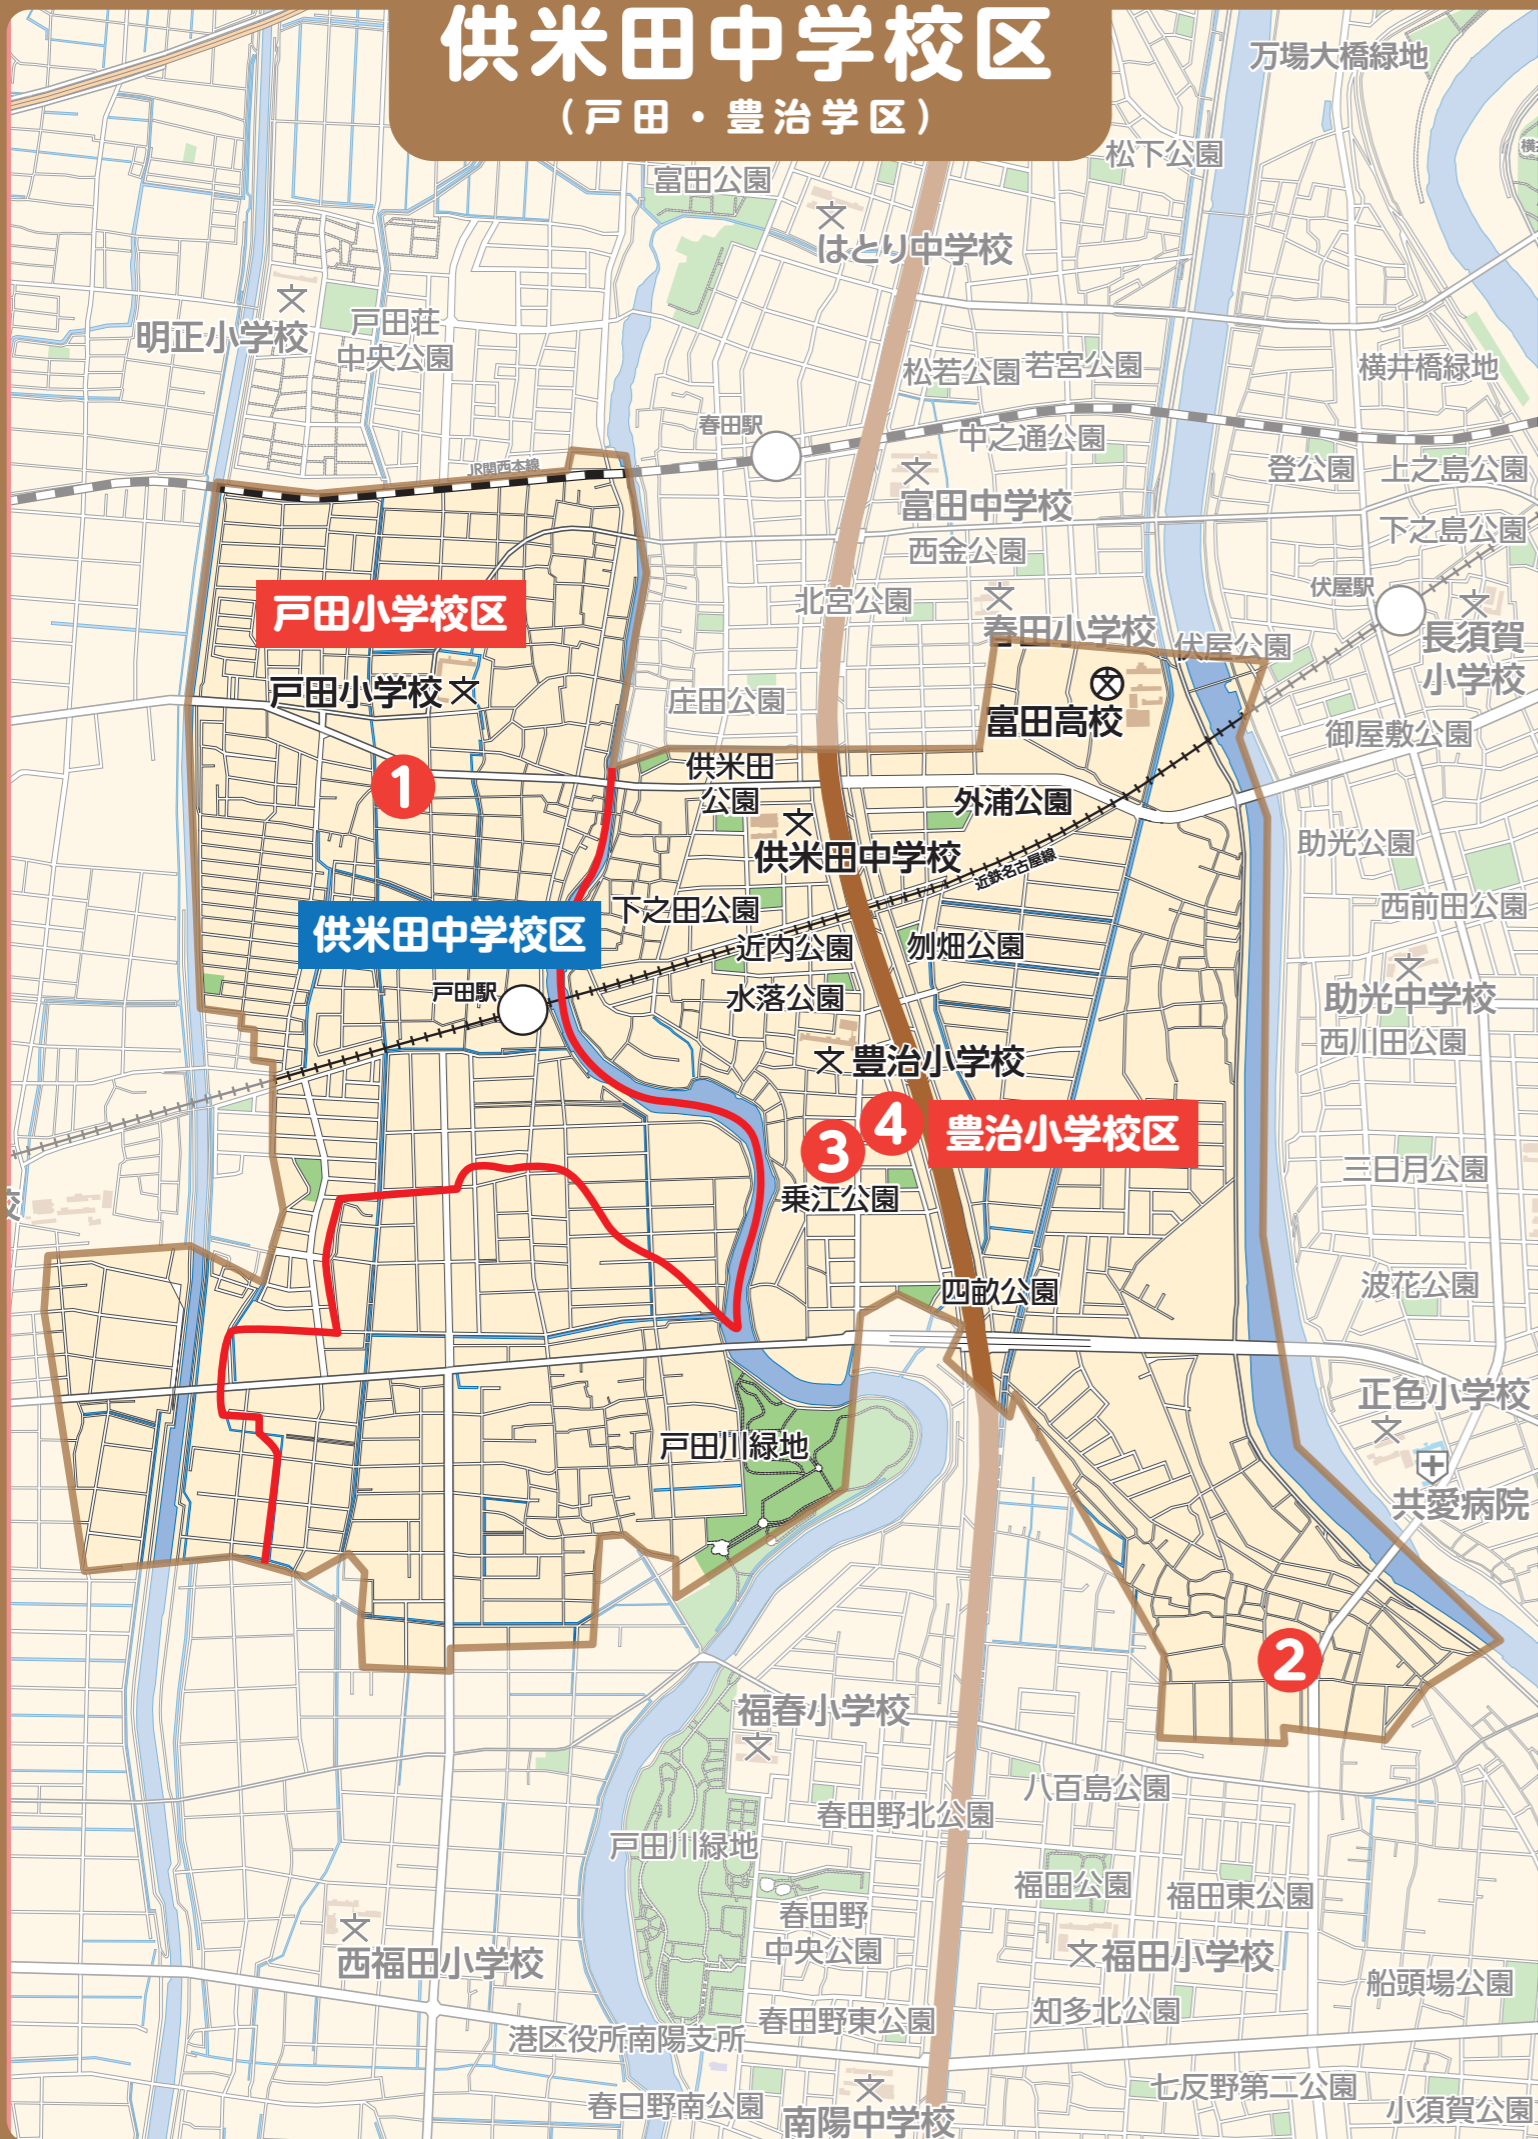 供米田中学校区
(戸田・豊治学区)
万場大橋緑地
松下公園
富田公園
はとり中学校
明正小学校
戸田荘
中央公園
松若公園
若宮公園
横井橋緑地
春田駅
中之通公園
JR関西本線
登公園
上之島公園
富田中学校
下之島公園
西金公園
伏屋駅
北宮公園
戸田小学校区
春田小学校
伏屋公園
長須賀
小学校
戸田小学校
庄田公園
富田高校
御屋敷公園
1
供米田
公園
外浦公園
助光公園
供米田中学校
近鉄名古屋線
下之田公園
西前田公園
供米田中学校区
近内公園
刎畑公園
戸田駅
水落公園
助光中学校
西川田公園
豊治小学校
4
豊治小学校区
3
三日月公園
乗江公園
校
四畝公園
波花公園
正色小学校
戸田川緑地
共愛病院
2
福春小学校
八百島公園
春田野北公園
戸田川緑地
福田公園
福田東公園
春田野
中央公園
西福田小学校
福田小学校
船頭場公園
知多北公園
春田野東公園
港区役所南陽支所
七反野第二公園
春日野南公園
南陽中学校
小須賀公園